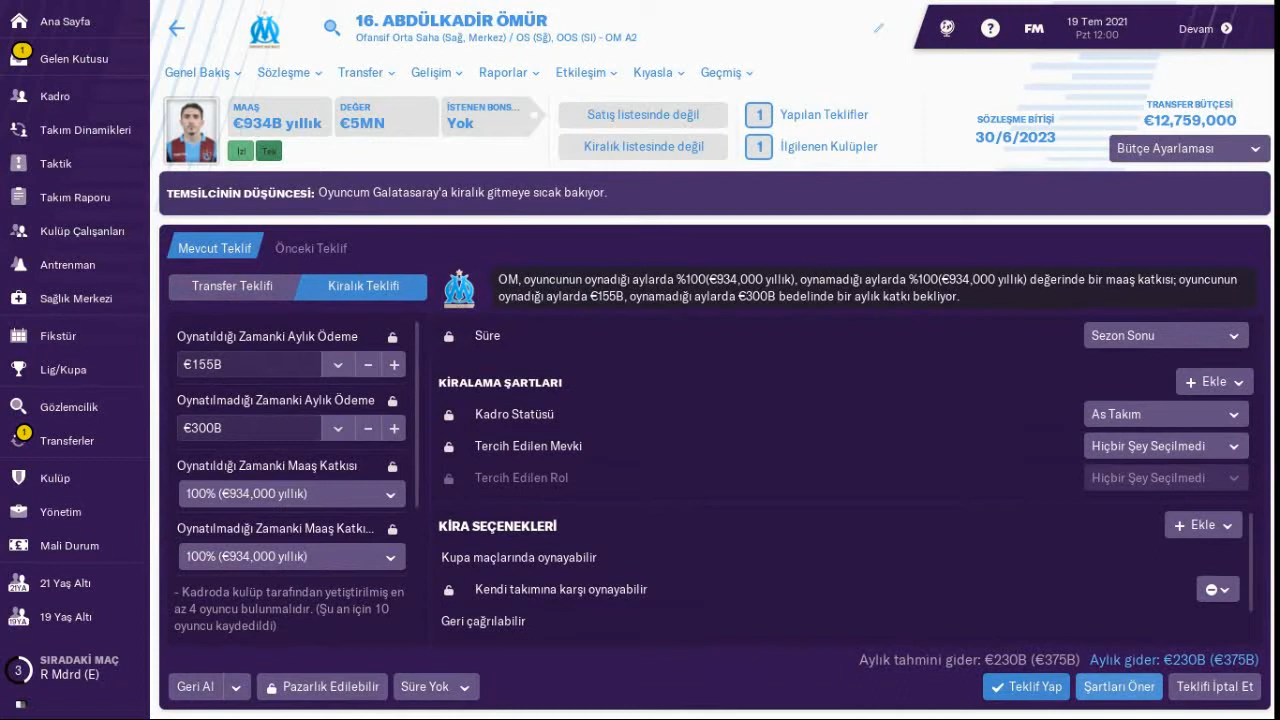 Ana Sayfa
1
Gelen Kutusu
Kadro
Takım Dinamikleri
Taktik
Takım Raporu
Kulüp Çalışanları
Antrenman
Sağlık Merkezi
Fikstür
Lig/Kupa
Gözlemcilik
1
Transferler
Kulüp
Yönetim
Mali Durum
21YA
21 Yaş Altı
19YA
19 Yaş Altı
3
SIRADAKİ MAÇ
R Mdrd (E)
16. ABDÜLKADİR ÖMÜR
Ofansif Orta Saha (Sağ, Merkez) / OS (Sğ), OOS (Sl) - OM A2
? FM
19 Tem 2021
Pzt 12:00
Devam
Genel Bakış Sözleşme Transfer Gelişim Raporlar Etkileşim Kıyasla Geçmiş
MAAŞ
€934B yıllık
DEĞER
€5MN
İSTENEN BONS...
Yok
İzl Tek
Satış listesinde değil
Kiralık listesinde değil
1 Yapılan Teklifler
1 İlgilenen Kulüpler
SÖZLEŞME BİTİŞİ
30/6/2023
TRANSFER BÜTÇESİ
€12,759,000
Bütçe Ayarlaması
TEMSİLCİNİN DÜŞÜNCESİ: Oyuncum Galatasaray'a kiralık gitmeye sıcak bakıyor.
Mevcut Teklif Önceki Teklif
Transfer Teklifi Kiralık Teklifi
OM, oyuncunun oynadığı aylarda %100(€934,000 yıllık), oynamadığı aylarda %100(€934,000 yıllık) değerinde bir maaş katkısı; oyuncunun
oynadığı aylarda €155B, oynamadığı aylarda €300B bedelinde bir aylık katkı bekliyor.
Oynatıldığı Zamanki Aylık Ödeme
€155B
Oynatılmadığı Zamanki Aylık Ödeme
€300B
Oynatıldığı Zamanki Maaş Katkısı
100% (€934,000 yıllık)
Oynatılmadığı Zamanki Maaş Katkı...
100% (€934,000 yıllık)
- Kadroda kulüp tarafından yetiştirilmiş en
az 4 oyuncu bulunmalıdır. (Şu an için 10
oyuncu kaydedildi)
Süre Sezon Sonu
KİRALAMA ŞARTLARI + Ekle
Kadro Statüsü As Takım
Tercih Edilen Mevki Hiçbir Şey Seçilmedi
Tercih Edilen Rol Hiçbir Şey Seçilmedi
KİRA SEÇENEKLERİ + Ekle
Kupa maçlarında oynayabilir
Kendi takımına karşı oynayabilir
Geri çağrılabilir
Aylık tahmini gider: €230B (€375B) Aylık gider: €230B (€375B)
Geri Al Pazarlık Edilebilir Süre Yok Teklif Yap Şartları Öner Teklifi İptal Et